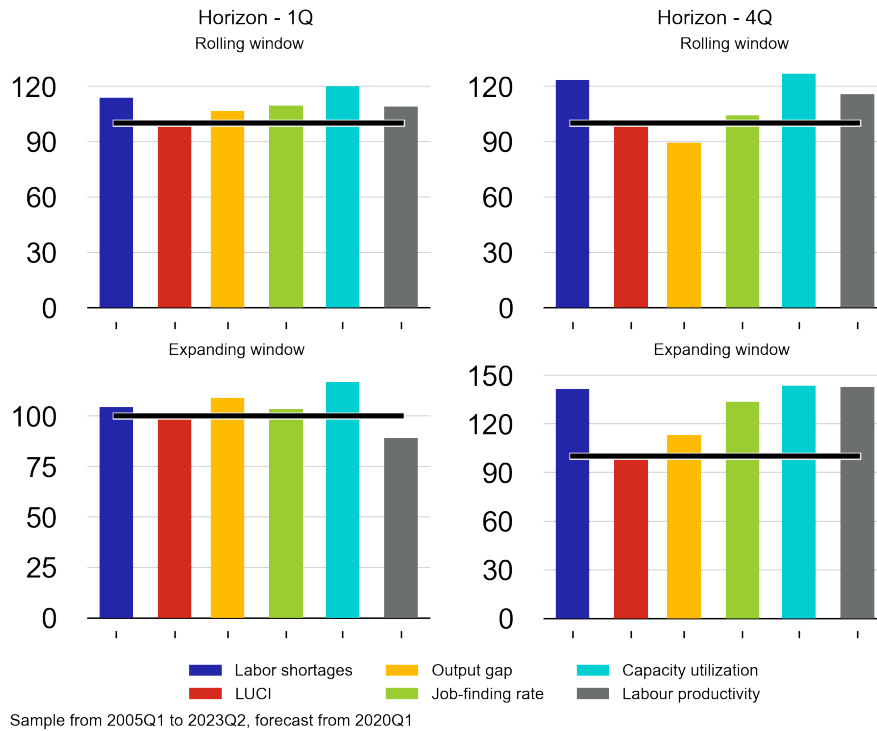 Horizon - 1Q
Rolling window
120
90
60
30
0
Horizon - 4Q
Rolling window
120
90
60
30
0
Expanding window
100
75
50
25
0
Expanding window
150
120
90
60
30
0
Labor shortages
Output gap
Capacity utilization
LUCI
Job-finding rate
Labour productivity
Sample from 2005Q1 to 2023Q2, forecast from 2020Q1